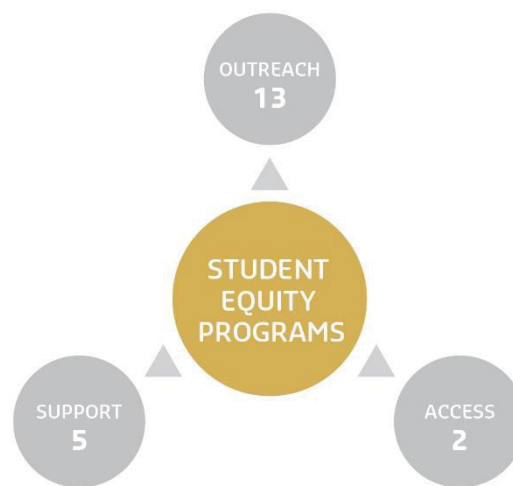 OUTREACH
13
STUDENT
EQUITY
PROGRAMS
SUPPORT
5
ACCESS
2